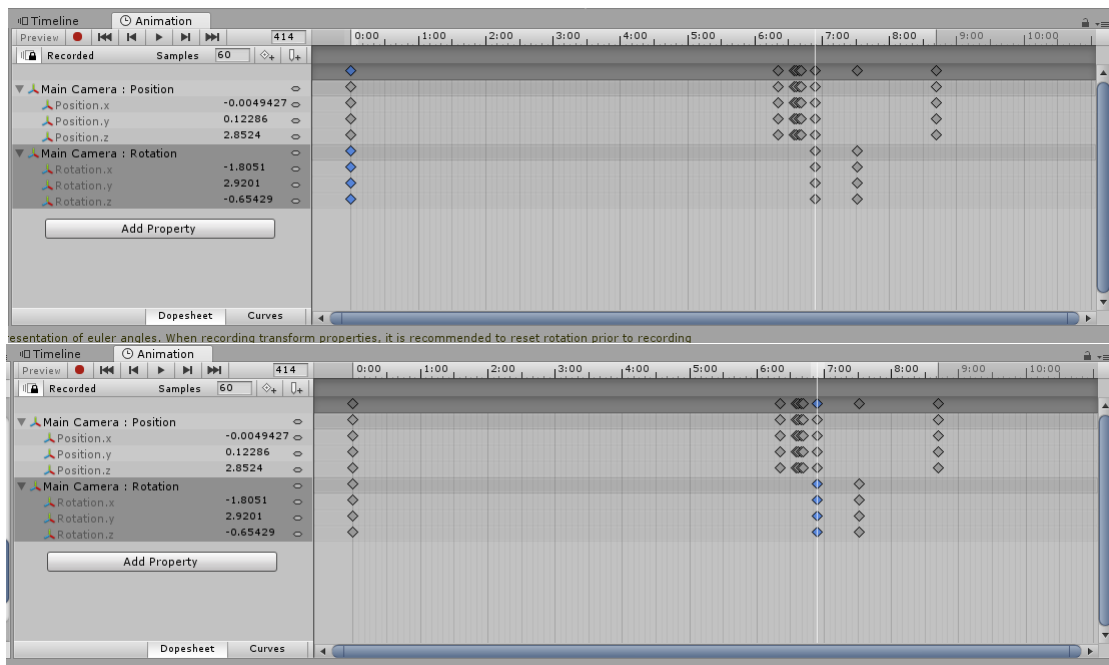 Timeline Animation
Preview 414 0:00 1:00 2:00 3:00 4:00 5:00 6:00 7:00 8:00 9:00 10:00
Recorded Samples 60
Main Camera : Position
Position.x -0.0049427
Position.y 0.12286
Position.z 2.8524
Main Camera : Rotation
Rotation.x -1.8051
Rotation.y 2.9201
Rotation.z -0.65429
Add Property
Dopesheet Curves
resentation of euler angles. When recording transform properties, it is recommended to reset rotation prior to recording
Timeline Animation
Preview 414 0:00 1:00 2:00 3:00 4:00 5:00 6:00 7:00 8:00 9:00 10:00
Recorded Samples 60
Main Camera : Position
Position.x -0.0049427
Position.y 0.12286
Position.z 2.8524
Main Camera : Rotation
Rotation.x -1.8051
Rotation.y 2.9201
Rotation.z -0.65429
Add Property
Dopesheet Curves